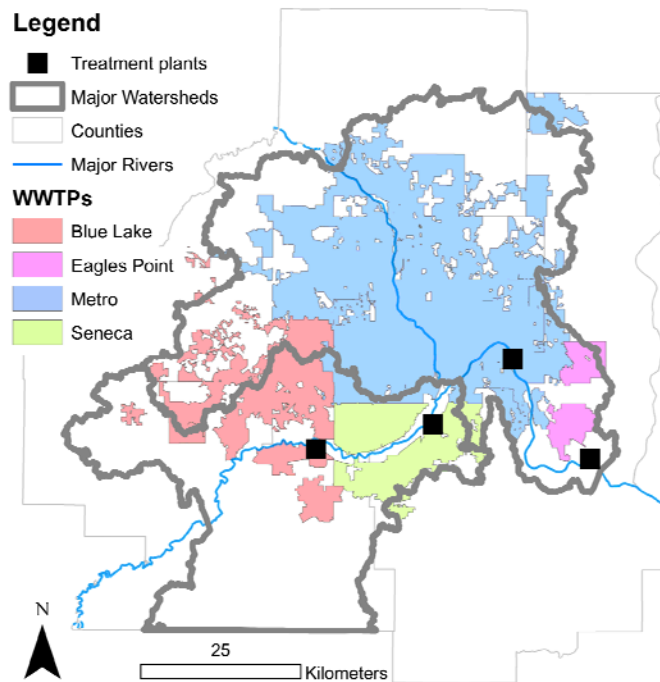 Legend
Treatment plants
Major Watersheds
Counties
Major Rivers
WWTPs
Blue Lake
Eagles Point
Metro
Seneca
N
25
Kilometers